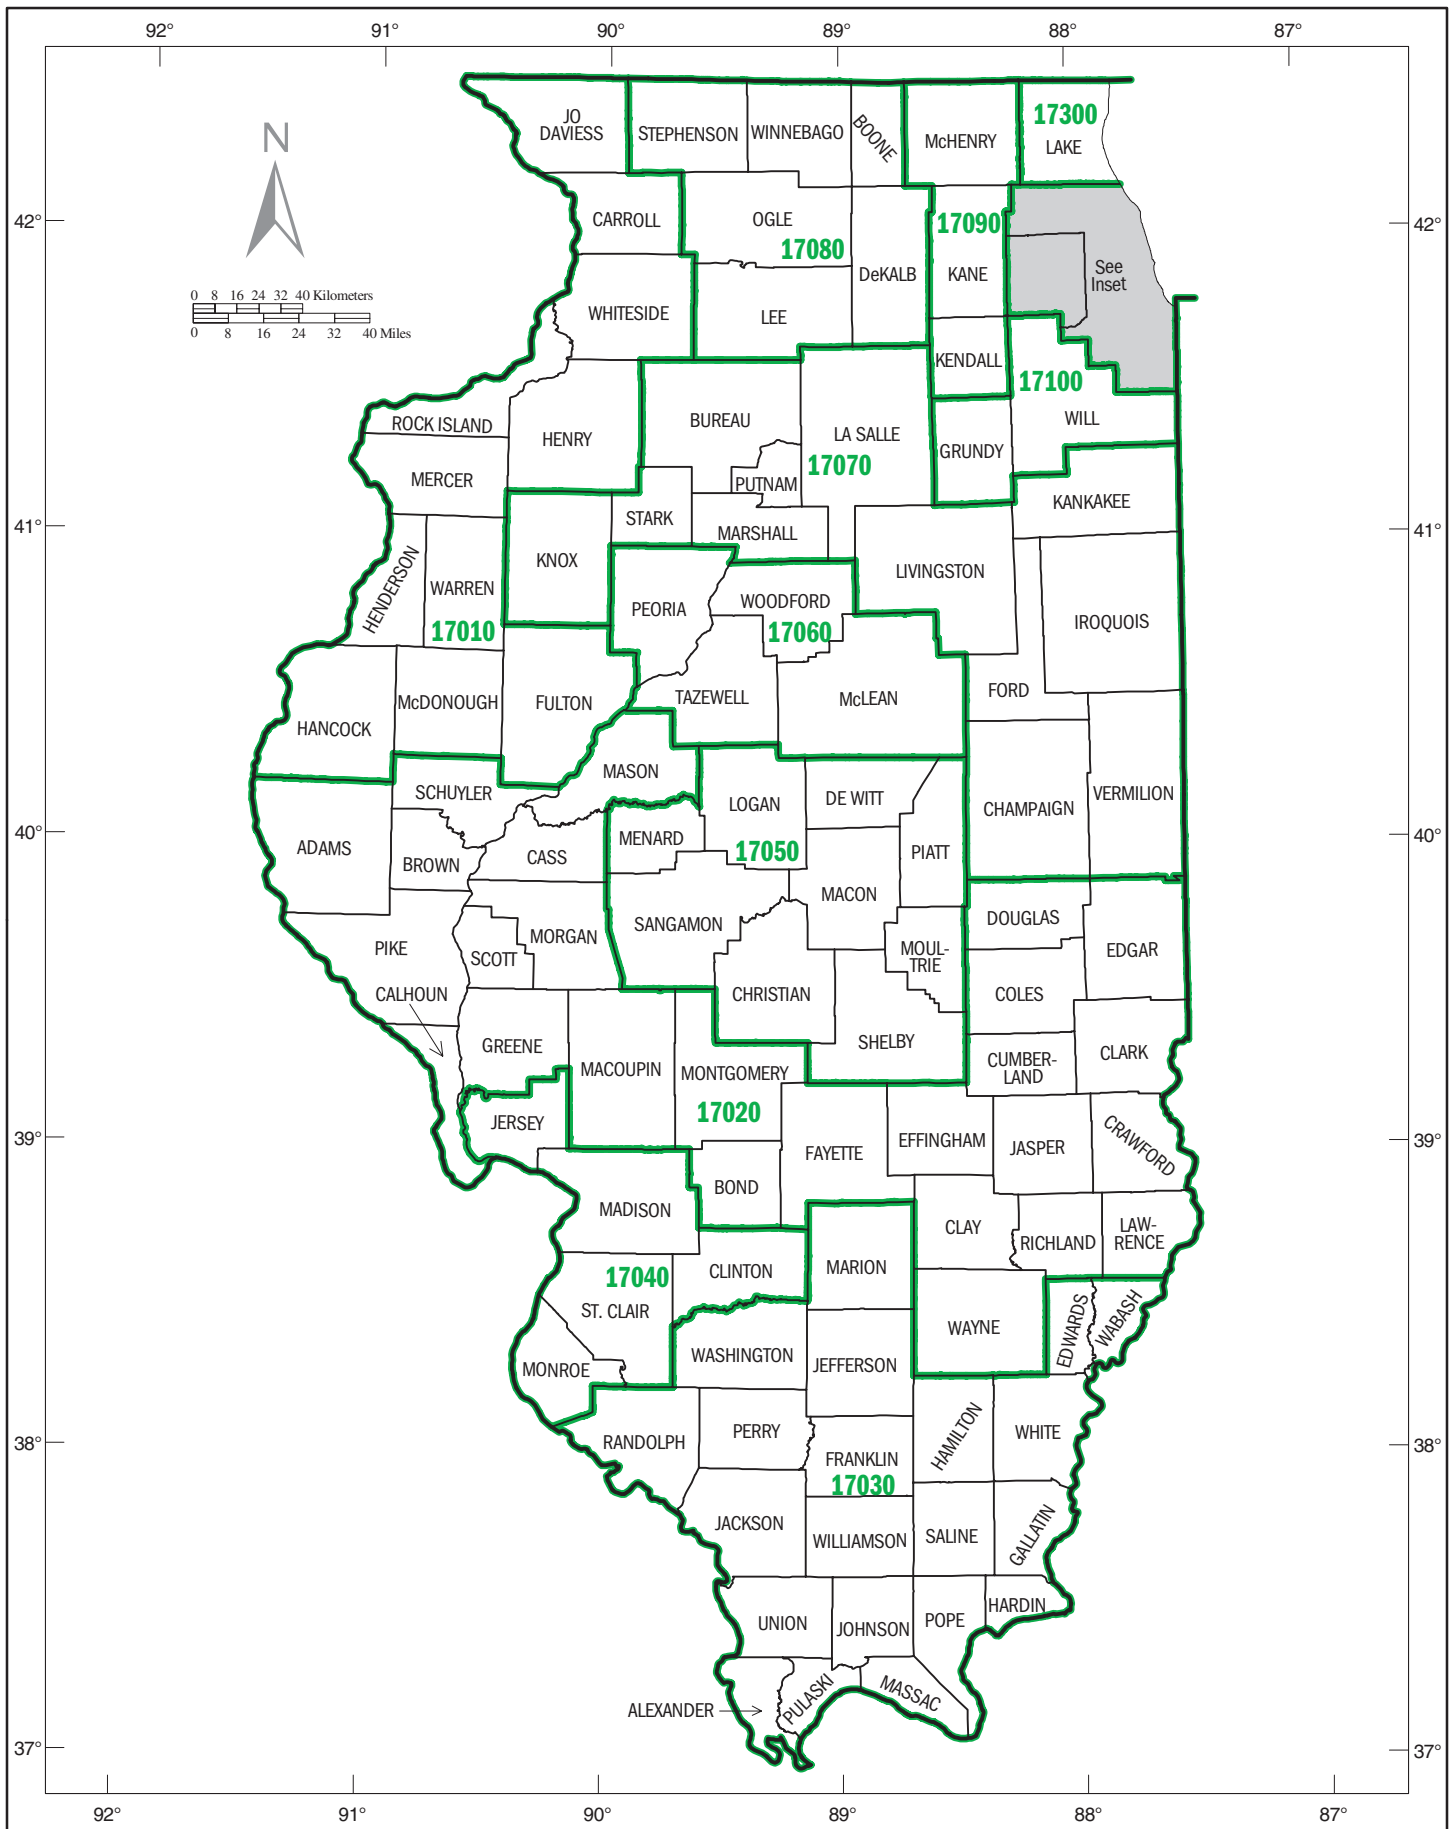 92° 91° 90° 89° 88° 87°
N
0 8 16 24 32 40 Kilometers
0 8 16 24 32 40 Miles
42°
41°
40°
39°
38°
37°
42°
41°
40°
39°
38°
37°
JO
DAVIESS
STEPHENSON
WINNEBAGO
BOONE
McHENRY
17300
LAKE
CARROLL
OGLE
17080
DeKALB
17090
KANE
See
Inset
WHITESIDE
LEE
KENDALL
17100
WILL
ROCK ISLAND
HENRY
BUREAU
LA SALLE
17070
GRUNDY
MERCER
PUTNAM
KANKAKEE
STARK
MARSHALL
HENDERSON
WARREN
17010
KNOX
PEORIA
WOODFORD
17060
LIVINGSTON
IROQUOIS
HANCOCK
McDONOUGH
FULTON
TAZEWELL
McLEAN
FORD
MASON
SCHUYLER
LOGAN
17050
DE WITT
CHAMPAIGN
VERMILION
ADAMS
BROWN
CASS
MENARD
PIATT
MACON
SANGAMON
DOUGLAS
EDGAR
PIKE
SCOTT
MORGAN
MOUL-
TRIE
CALHOUN
CHRISTIAN
COLES
GREENE
MACOUPIN
MONTGOMERY
17020
SHELBY
CUMBER-
LAND
CLARK
JERSEY
FAYETTE
EFFINGHAM
JASPER
CRAWFORD
MADISON
BOND
CLAY
RICHLAND
LAW-
RENCE
17040
ST. CLAIR
CLINTON
MARION
WAYNE
EDWARDS
WABASH
MONROE
WASHINGTON
JEFFERSON
RANDOLPH
PERRY
FRANKLIN
17030
HAMILTON
WHITE
JACKSON
WILLIAMSON
SALINE
GALLATIN
UNION
JOHNSON
POPE
HARDIN
ALEXANDER
PULASKI
MASSAC
92° 91° 90° 89° 88° 87°